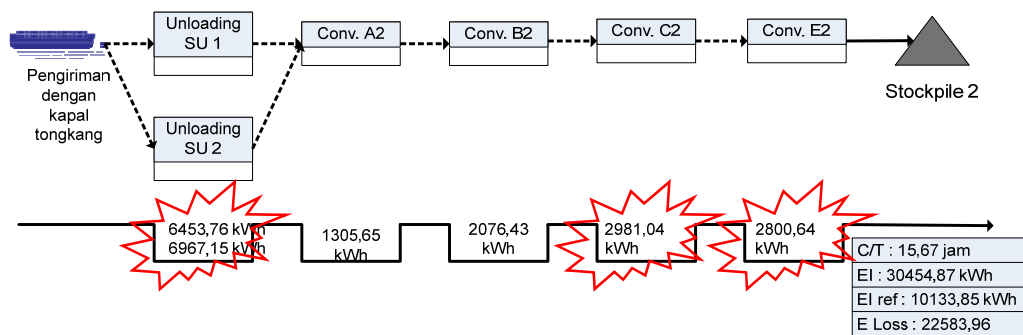 Unloading
SU 1
Conv. A2
Conv. B2
Conv. C2
Conv. E2
Pengiriman
dengan
kapal
tongkang
Stockpile 2
Unloading
SU 2
6453,76 kWh
6967,15 kWh
1305,65
kWh
2076,43
kWh
2981,04
kWh
2800,64
kWh
C/T : 15,67 jam
EI : 30454,87 kWh
EI ref : 10133,85 kWh
E Loss : 22583,96